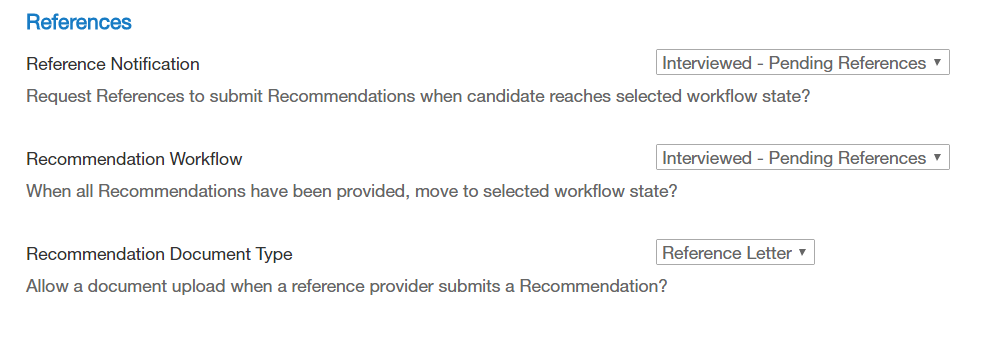 References
Reference Notification
Interviewed - Pending References
Request References to submit Recommendations when candidate reaches selected workflow state?
Recommendation Workflow
Interviewed - Pending References
When all Recommendations have been provided, move to selected workflow state?
Recommendation Document Type
Reference Letter
Allow a document upload when a reference provider submits a Recommendation?